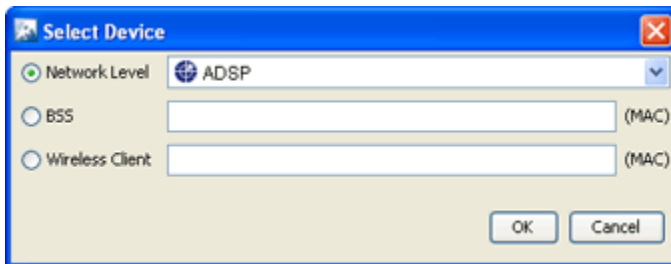 Select Device
Network Level ADSP
BSS (MAC)
Wireless Client (MAC)
OK Cancel